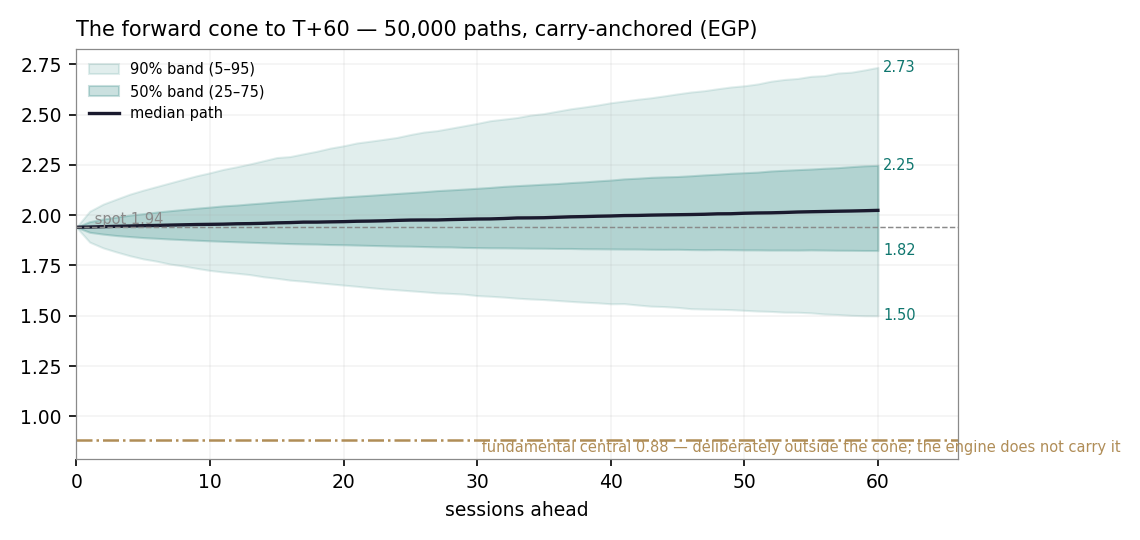 The forward cone to T+60 — 50,000 paths, carry-anchored (EGP)
90% band (5–95)
50% band (25–75)
median path
2.75
2.50
2.25
2.00
1.75
1.50
1.25
1.00
spot 1.94
2.73
2.25
1.82
1.50
fundamental central 0.88 — deliberately outside the cone; the engine does not carry it
0
10
20
30
40
50
60
sessions ahead